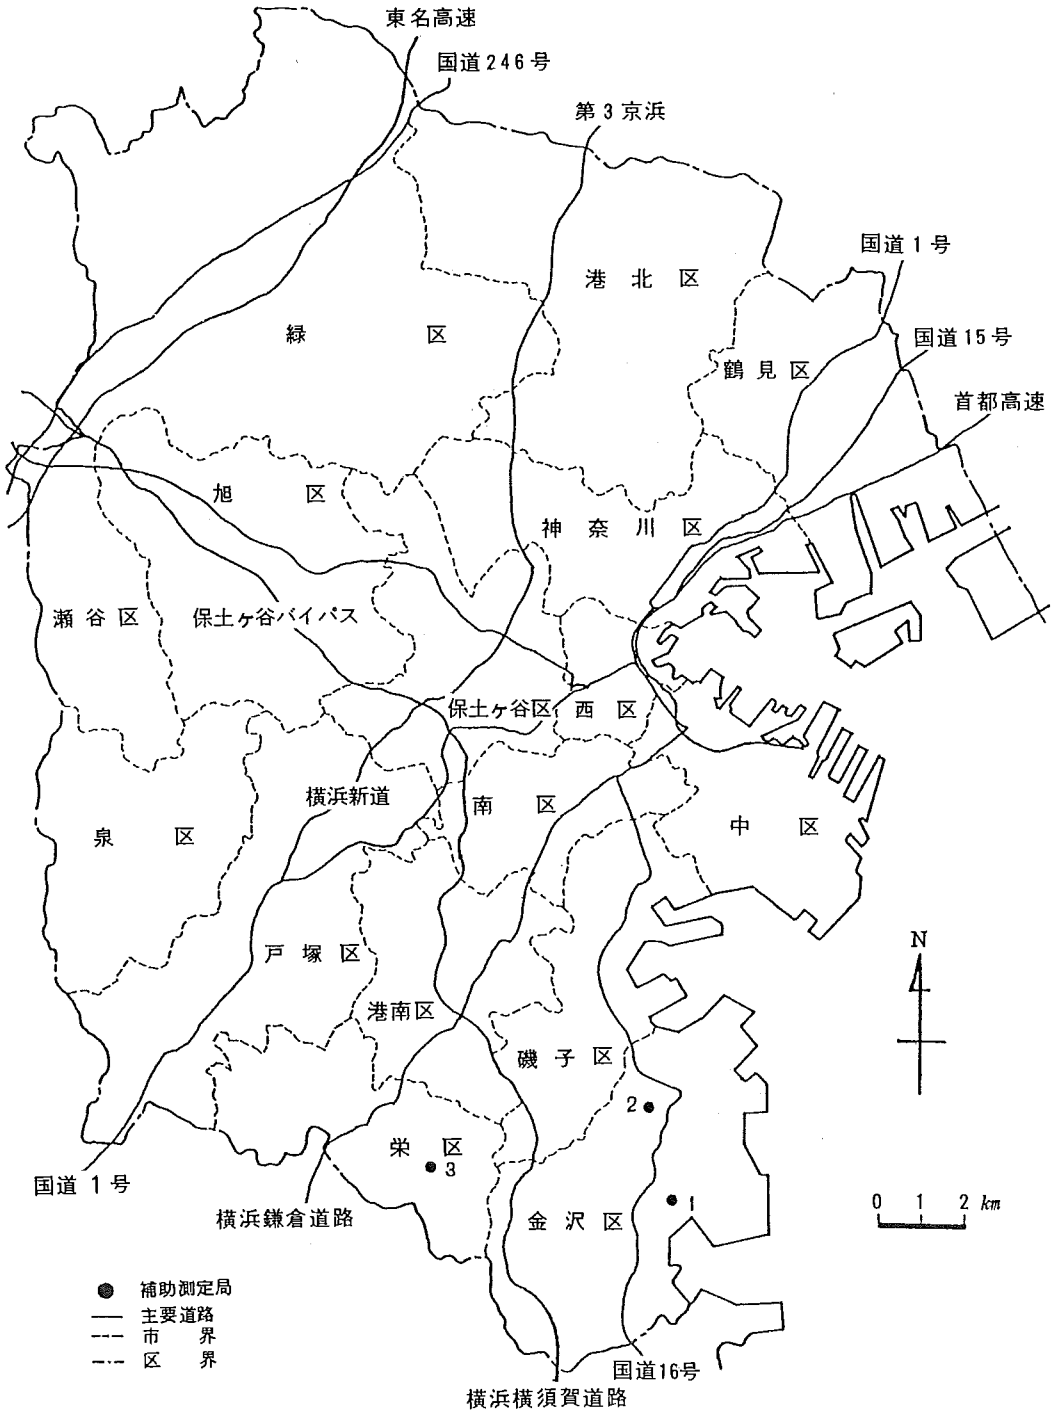 東名高速
国道246号
第3京浜
国道1号
港北区
緑区
国道15号
鶴見区
首都高速
旭区
神奈川区
瀬谷区
保土ヶ谷バイパス
保土ヶ谷区
西区
横浜新道
南区
中区
泉区
戸塚区
港南区
N
磯子区
2
栄区
3
国道1号
1
0 1 2 km
横浜鎌倉道路
金沢区
補助測定局
主要道路
市界
区界
国道16号
横浜横須賀道路